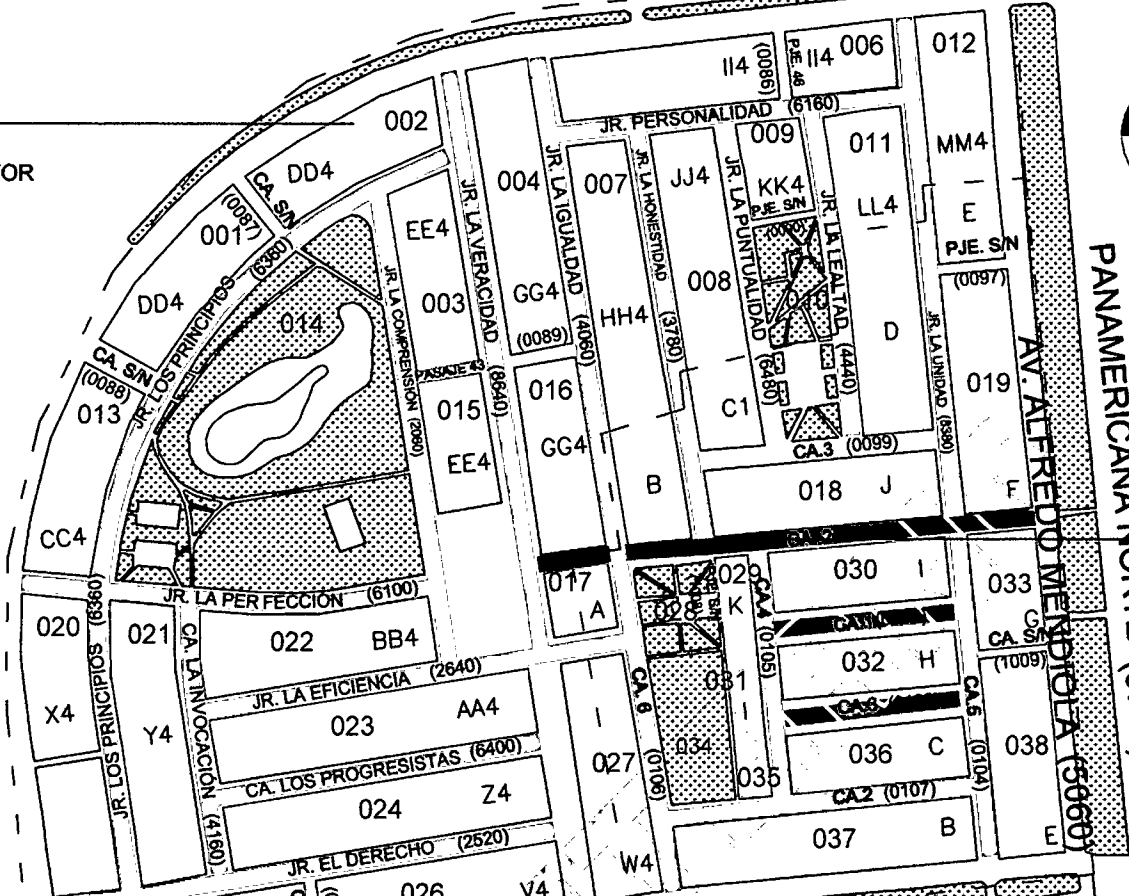 006
012
II4
(0086)
PJE. 46
II4
002
JR. PERSONALIDAD (6160)
009
011
OR
DD4
CA. S/N
(0087)
001
004
007
JJ4
KK4
PJE. S/N
LL4
MM4
E
PJE. S/N
(0097)
JR. LA VERACIDAD
(8640)
JR. LA IGUALDAD
(4060)
JR. LA HONESTIDAD
(3780)
JR. LA PUNTUALIDAD
(6480)
JR. LA LEALTAD
(4440)
JR. LA UNIDAD
(8380)
EE4
003
JR. LA COMPRENSIÓN (2080)
GG4
(0089)
008
010
HH4
D
DD4
JR. LOS PRINCIPIOS (6360)
014
CA. S/N
(0088)
013
PASAJE 43
015
EE4
016
GG4
C1
019
CA.3 (0099)
B
018
J
F
CC4
017
A
029
K
030
I
033
G
CA. S/N
(1009)
JR. LA PERFECCIÓN (6100)
020
021
022
BB4
CA.4 (0105)
032
H
JR. LOS PRINCIPIOS (6360)
CA. LA INVOCACIÓN (4160)
JR. LA EFICIENCIA (2640)
X4
Y4
023
AA4
I
027
CA. 6 (0106)
031
I
034
035
036
C
CA.5 (0104)
038
CA. LOS PROGRESISTAS (6400)
024
Z4
CA.2 (0107)
037
B
E
JR. EL DERECHO (2520)
026
V4
W4
AV. ALFREDO MENDIOLA (5060)
PANAMERICANA NORTE